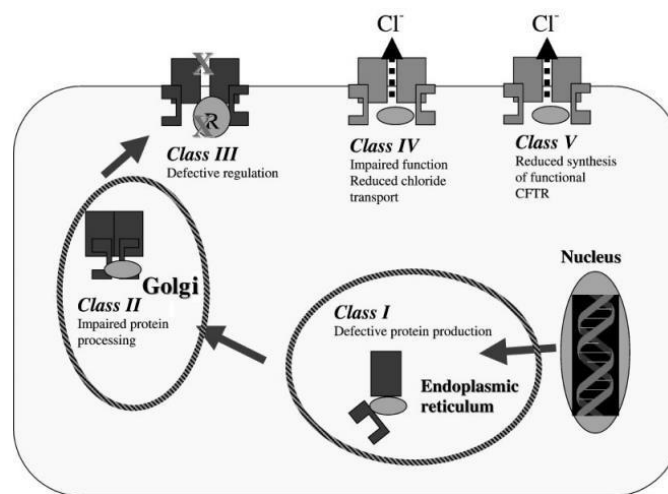 Cl-
Cl-
X
R
X
Class III
Defective regulation
Class IV
Impaired function
Reduced chloride
transport
Class V
Reduced synthesis
of functional
CFTR
Nucleus
Golgi
Class II
Impaired protein
processing
Class I
Defective protein production
Endoplasmic
reticulum